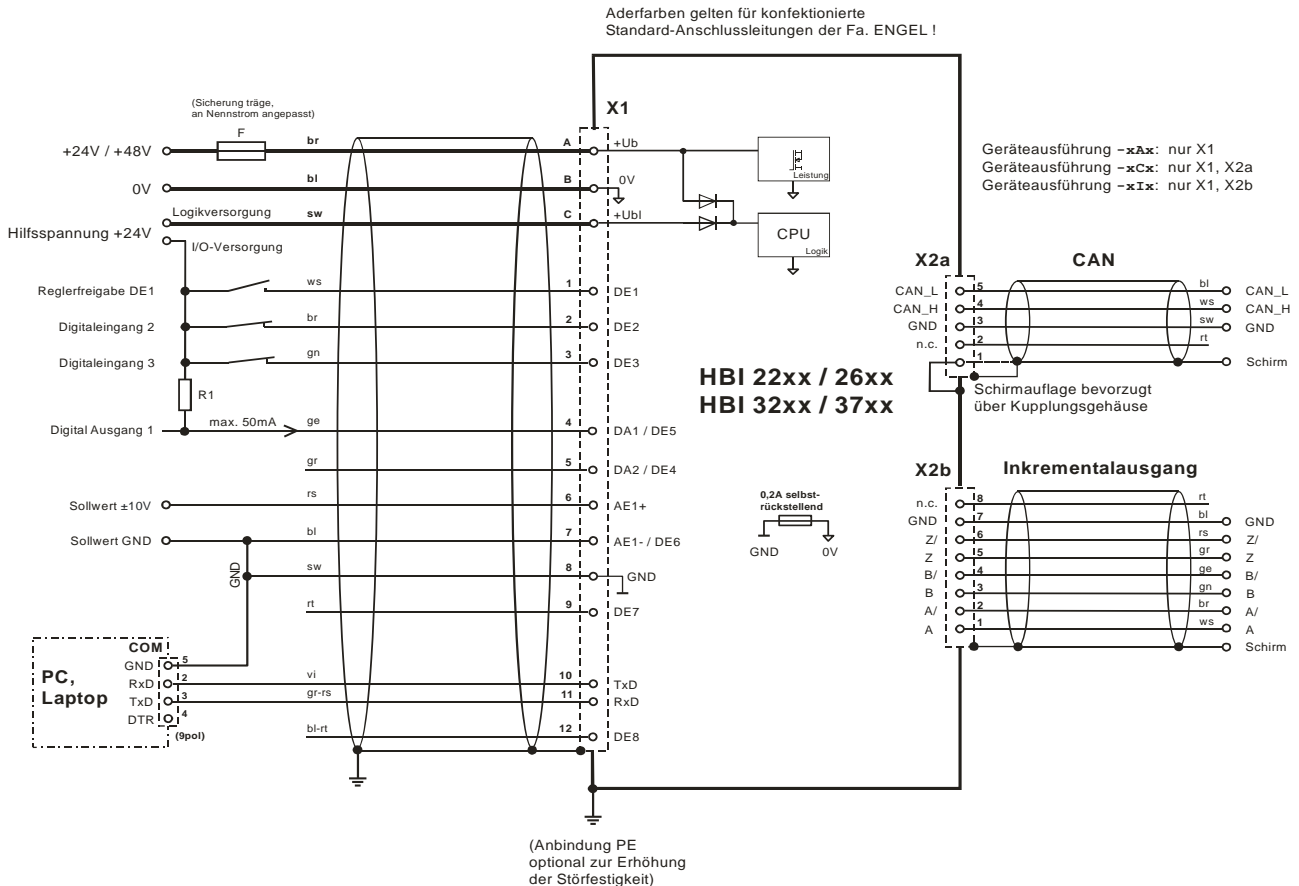 Aderfarben gelten für konfektionierte
Standard-Anschlussleitungen der Fa. ENGEL !
(Sicherung träge,
an Nennstrom angepasst)
F
X1
+24V / +48V
br
A
+Ub
Leistung
0V
bl
B
0V
Logikversorgung
sw
C
+Ubl
CPU
Logik
Hilfsspannung +24V
I/O-Versorgung
Geräteausführung -xAx: nur X1
Geräteausführung -xCx: nur X1, X2a
Geräteausführung -xIx: nur X1, X2b
Reglerfreigabe DE1
ws
1
DE1
Digitaleingang 2
br
2
DE2
Digitaleingang 3
gn
3
DE3
R1
Digital Ausgang 1
max. 50mA
ge
4
DA1 / DE5
gr
5
DA2 / DE4
Sollwert ±10V
rs
6
AE1+
Sollwert GND
bl
7
AE1- / DE6
GND
sw
8
GND
rt
9
DE7
PC,
Laptop
COM
GND
5
RxD
2
TxD
3
DTR
4
(9pol)
vi
10
TxD
gr-rs
11
RxD
bl-rt
12
DE8
HBI 22xx / 26xx
HBI 32xx / 37xx
0,2A selbst-
rückstellend
GND
0V
X2a
CAN
CAN_L
5
bl
CAN_L
CAN_H
4
ws
CAN_H
GND
3
sw
GND
n.c.
2
rt
1
Schirm
Schirmauflage bevorzugt
über Kupplungsgehäuse
X2b
Inkrementalausgang
n.c.
8
rt
GND
7
bl
GND
Z/
6
rs
Z/
Z
5
gr
Z
B/
4
ge
B/
B
3
gn
B
A/
2
br
A/
A
1
ws
A
Schirm
(Anbindung PE
optional zur Erhöhung
der Störfestigkeit)